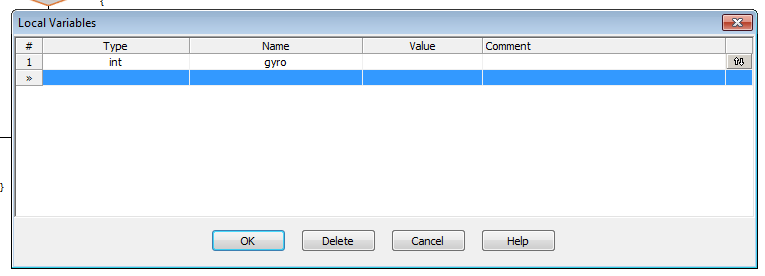 {
Local Variables
# Type Name Value Comment
1 int gyro
»
}
OK Delete Cancel Help